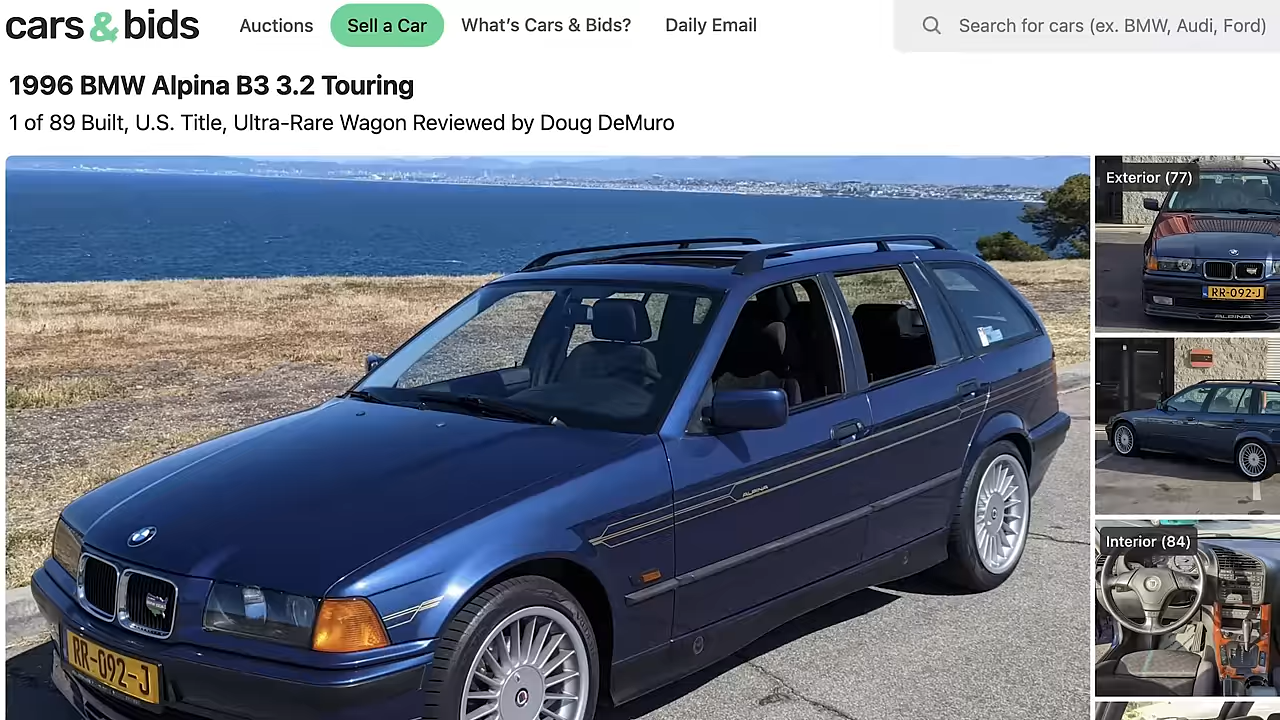 cars & bids
Auctions
Sell a Car
What's Cars & Bids?
Daily Email
Search for cars (ex. BMW, Audi, Ford)
1996 BMW Alpina B3 3.2 Touring
1 of 89 Built, U.S. Title, Ultra-Rare Wagon Reviewed by Doug DeMuro
Exterior (77)
RR-092-J
ALPINA
ALPINA
RR-092-J
Interior (84)